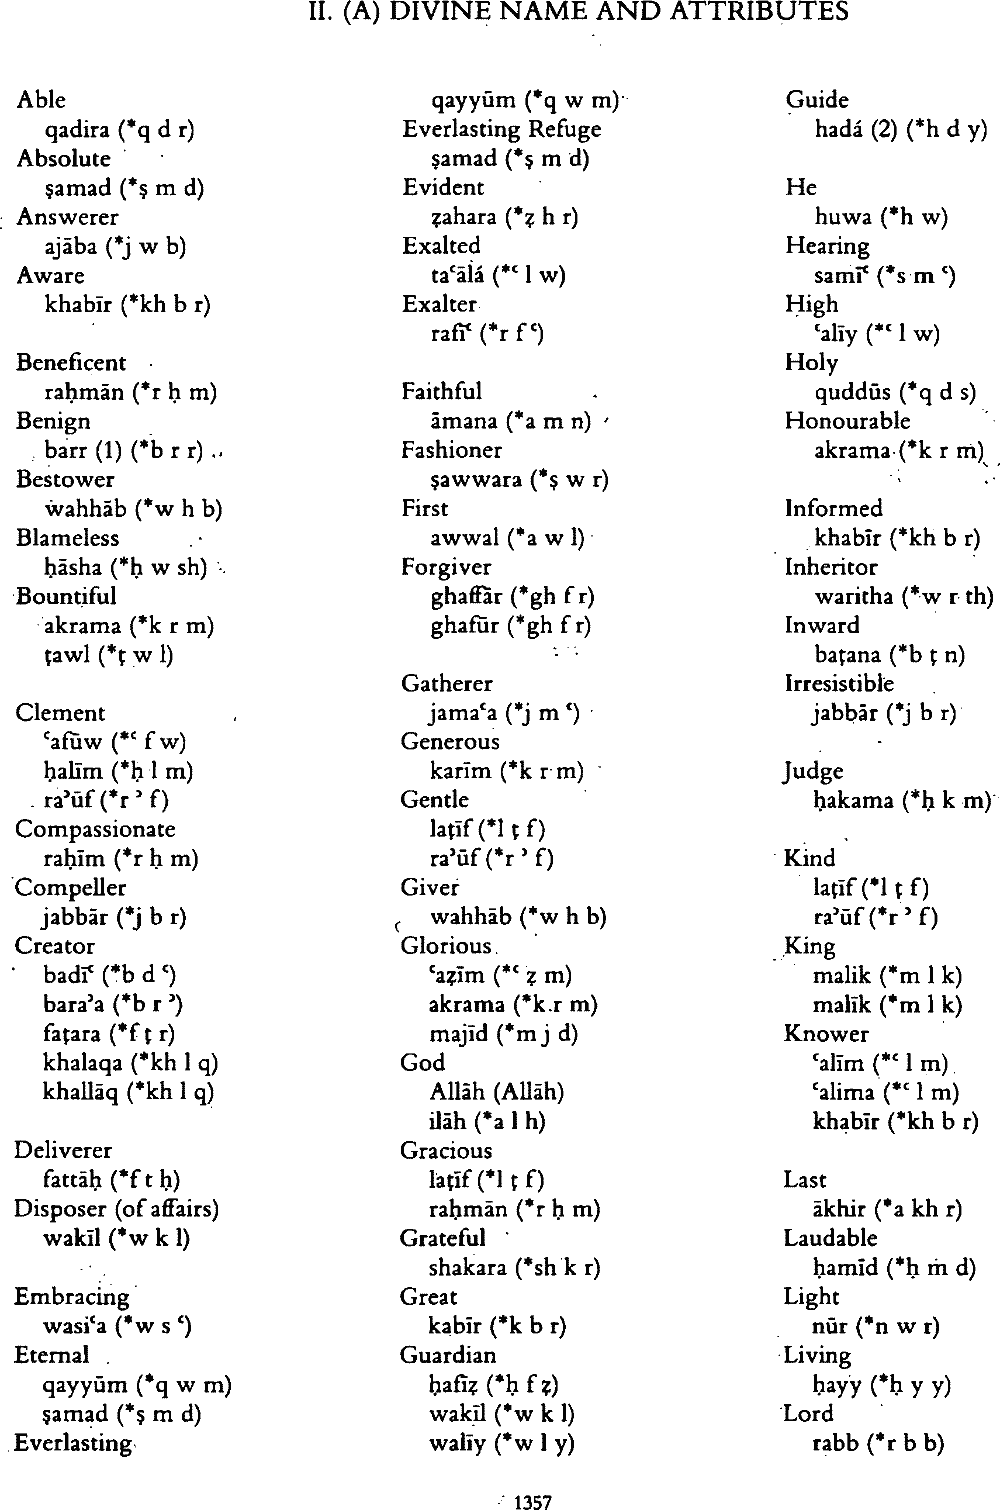 II. (A) DIVINE NAME AND ATTRIBUTES
Able
qadira (*q d r)
Absolute
ṣamad (*ṣ m d)
Answerer
ajāba (*j w b)
Aware
khabīr (*kh b r)
Beneficent
raḥmān (*r ḥ m)
Benign
barr (1) (*b r r)
Bestower
wahhāb (*w h b)
Blameless
ḥāsha (*ḥ w sh)
Bountiful
akrama (*k r m)
ṭawl (*ṭ w l)
Clement
ʿafūw (*ʿ f w)
ḥalīm (*ḥ l m)
raʾūf (*r ʾ f)
Compassionate
raḥīm (*r ḥ m)
Compeller
jabbār (*j b r)
Creator
badīʿ (*b d ʿ)
baraʾa (*b r ʾ)
faṭara (*f ṭ r)
khalaqa (*kh l q)
khallāq (*kh l q)
Deliverer
fattāḥ (*f t ḥ)
Disposer (of affairs)
wakīl (*w k l)
Embracing
wasiʿa (*w s ʿ)
Eternal
qayyūm (*q w m)
ṣamad (*ṣ m d)
Everlasting
qayyūm (*q w m)
Everlasting Refuge
ṣamad (*ṣ m d)
Evident
ẓahara (*ẓ h r)
Exalted
taʿālá (*ʿ l w)
Exalter
rafīʿ (*r f ʿ)
Faithful
āmana (*a m n)
Fashioner
ṣawwara (*ṣ w r)
First
awwal (*a w l)
Forgiver
ghaffār (*gh f r)
ghafūr (*gh f r)
Gatherer
jamaʿa (*j m ʿ)
Generous
karīm (*k r m)
Gentle
laṭīf (*l ṭ f)
raʾūf (*r ʾ f)
Giver
wahhāb (*w h b)
Glorious
ʿaẓīm (*ʿ ẓ m)
akrama (*k r m)
majīd (*m j d)
God
Allāh (Allāh)
ilāh (*a l h)
Gracious
laṭīf (*l ṭ f)
raḥmān (*r ḥ m)
Grateful
shakara (*sh k r)
Great
kabīr (*k b r)
Guardian
ḥafīẓ (*ḥ f ẓ)
wakīl (*w k l)
walīy (*w l y)
Guide
hadá (2) (*h d y)
He
huwa (*h w)
Hearing
samīʿ (*s m ʿ)
High
ʿalīy (*ʿ l w)
Holy
quddūs (*q d s)
Honourable
akrama (*k r m)
Informed
khabīr (*kh b r)
Inheritor
waritha (*w r th)
Inward
baṭana (*b ṭ n)
Irresistible
jabbār (*j b r)
Judge
ḥakama (*ḥ k m)
Kind
laṭīf (*l ṭ f)
raʾūf (*r ʾ f)
King
malik (*m l k)
malīk (*m l k)
Knower
ʿalīm (*ʿ l m)
ʿalima (*ʿ l m)
khabīr (*kh b r)
Last
ākhir (*a kh r)
Laudable
ḥamīd (*ḥ m d)
Light
nūr (*n w r)
Living
ḥayy (*ḥ y y)
Lord
rabb (*r b b)
1357